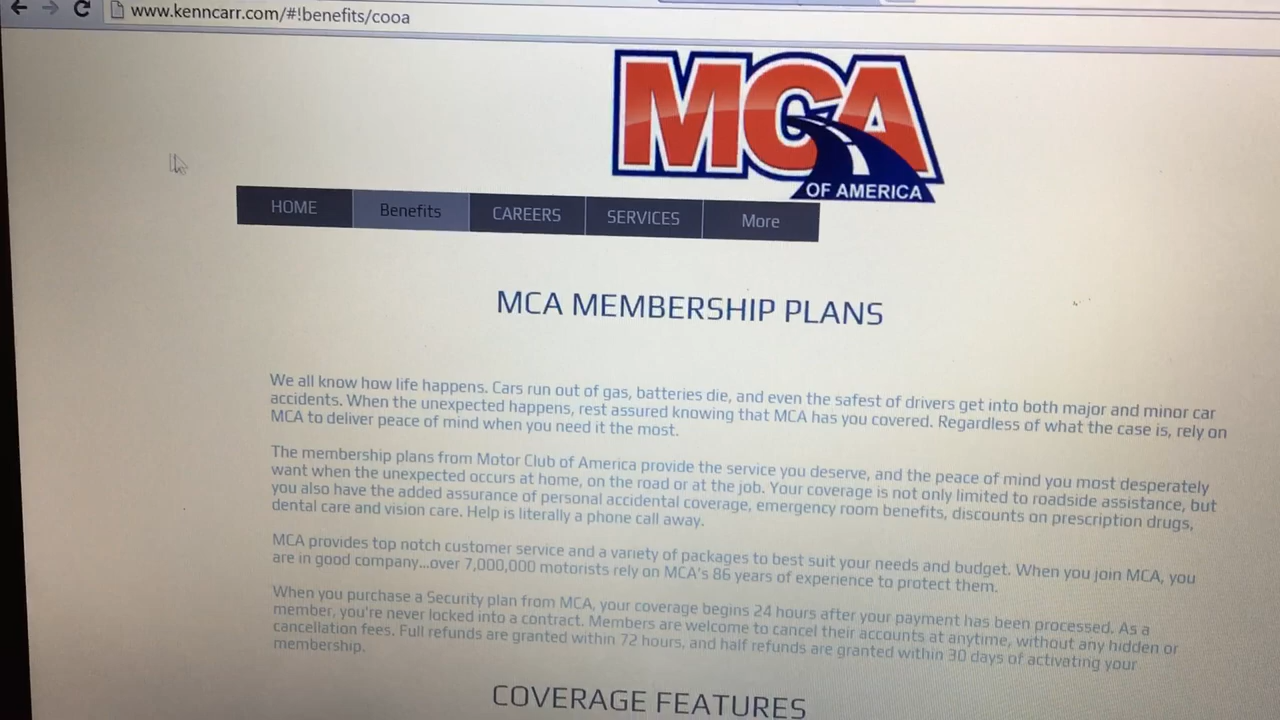 www.kenncarr.com/#!benefits/cooa
MCA
OF AMERICA
HOME Benefits CAREERS SERVICES More
MCA MEMBERSHIP PLANS
We all know how life happens. Cars run out of gas, batteries die, and even the safest of drivers get into both major and minor car
accidents. When the unexpected happens, rest assured knowing that MCA has you covered. Regardless of what the case is, rely on
MCA to deliver peace of mind when you need it the most.
The membership plans from Motor Club of America provide the service you deserve, and the peace of mind you most desperately
want when the unexpected occurs at home, on the road or at the job. Your coverage is not only limited to roadside assistance, but
you also have the added assurance of personal accidental coverage, emergency room benefits, discounts on prescription drugs,
dental care and vision care. Help is literally a phone call away.
MCA provides top notch customer service and a variety of packages to best suit your needs and budget. When you join MCA, you
are in good company...over 7,000,000 motorists rely on MCA's 86 years of experience to protect them.
When you purchase a Security plan from MCA, your coverage begins 24 hours after your payment has been processed. As a
member, you're never locked into a contract. Members are welcome to cancel their accounts at anytime, without any hidden or
cancellation fees. Full refunds are granted within 72 hours, and half refunds are granted within 30 days of activating your
membership.
COVERAGE FEATURES